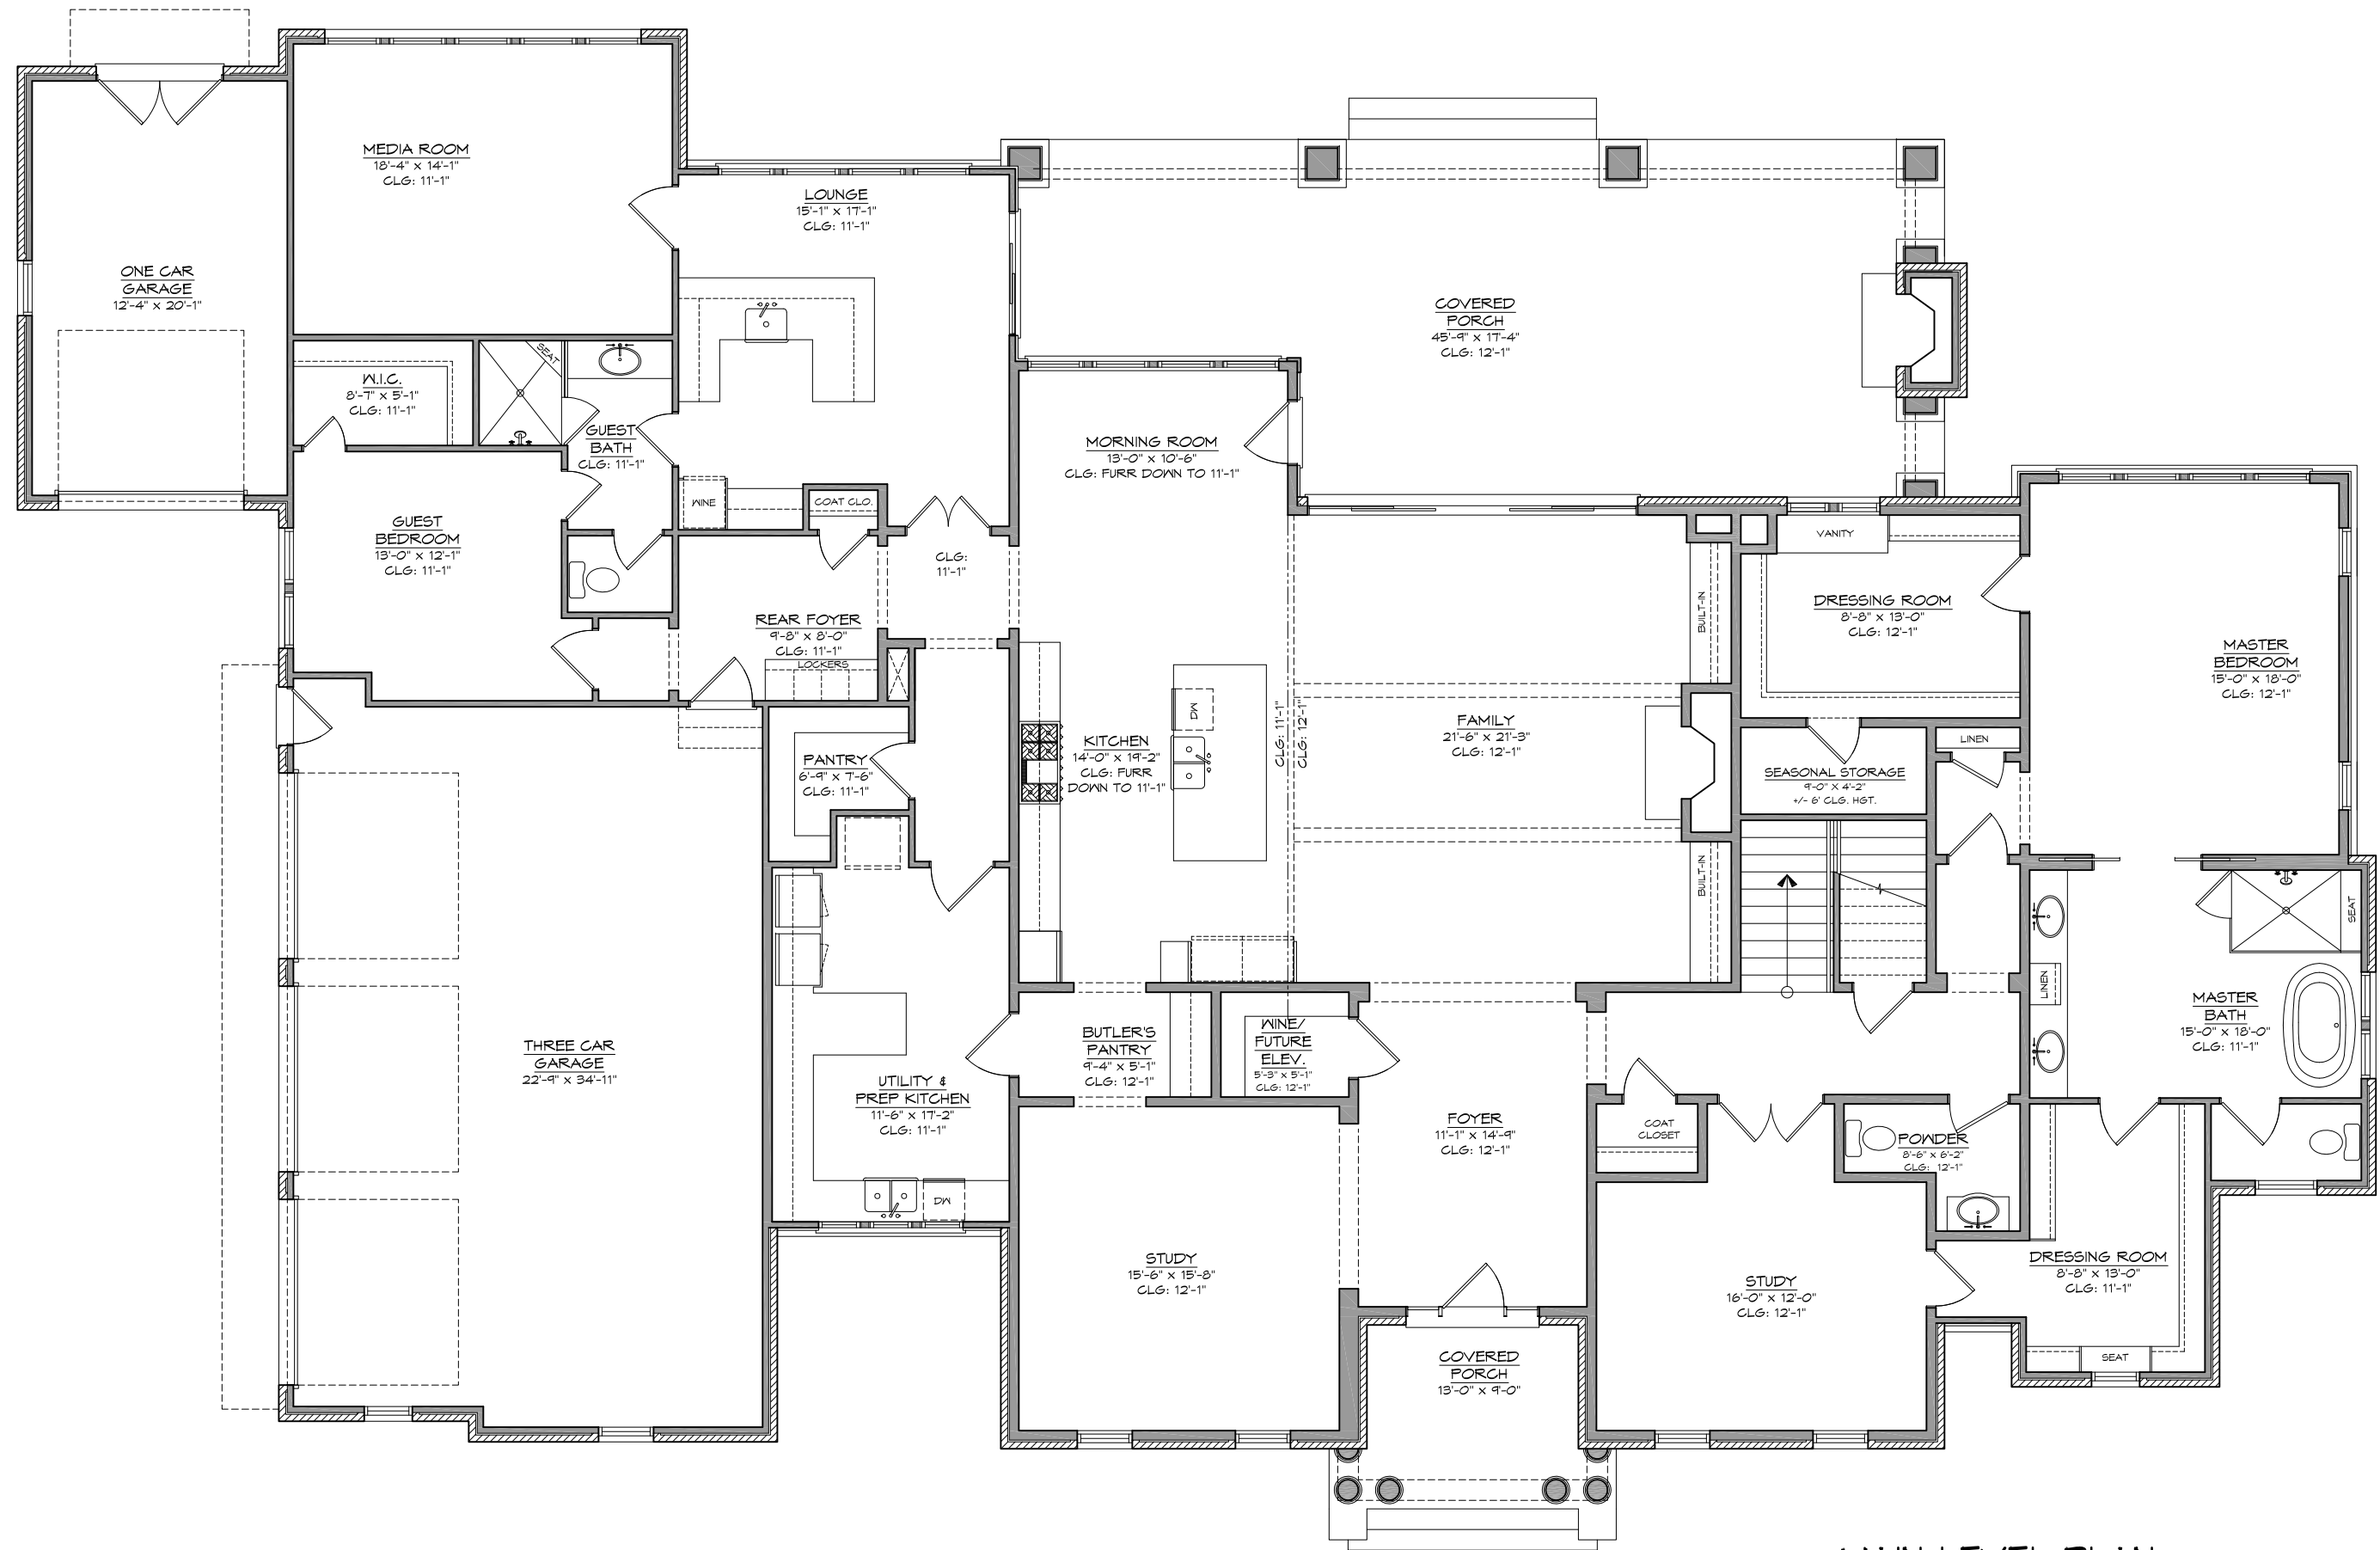 MEDIA ROOM
18'-4" x 14'-1"
CLG: 11'-1"
LOUNGE
15'-1" x 17'-1"
CLG: 11'-1"
ONE CAR
GARAGE
12'-4" x 20'-1"
COVERED
PORCH
45'-9" x 17'-4"
CLG: 12'-1"
SEAT
W.I.C.
8'-7" x 5'-1"
CLG: 11'-1"
GUEST
BATH
CLG: 11'-1"
MORNING ROOM
13'-0" x 10'-6"
CLG: FURR DOWN TO 11'-1"
WINE
COAT CLO.
GUEST
BEDROOM
13'-0" x 12'-1"
CLG: 11'-1"
CLG:
11'-1"
VANITY
BUILT-IN
DRESSING ROOM
8'-8" x 13'-0"
CLG: 12'-1"
REAR FOYER
9'-8" x 8'-0"
CLG: 11'-1"
LOCKERS
MASTER
BEDROOM
15'-0" x 18'-0"
CLG: 12'-1"
DW
CLG: 11'-1"
CLG: 12'-1"
FAMILY
21'-6" x 21'-3"
CLG: 12'-1"
KITCHEN
14'-0" x 19'-2"
CLG: FURR
DOWN TO 11'-1"
PANTRY
6'-9" x 7'-6"
CLG: 11'-1"
LINEN
SEASONAL STORAGE
9'-0" X 4'-2"
+/- 6' CLG. HGT.
BUILT-IN
SEAT
LINEN
MASTER
BATH
15'-0" x 18'-0"
CLG: 11'-1"
THREE CAR
GARAGE
22'-9" x 34'-11"
BUTLER'S
PANTRY
9'-4" x 5'-1"
CLG: 12'-1"
WINE/
FUTURE
ELEV.
5'-3" x 5'-1"
CLG: 12'-1"
UTILITY &
PREP KITCHEN
11'-6" x 17'-2"
CLG: 11'-1"
FOYER
11'-1" x 14'-9"
CLG: 12'-1"
COAT
CLOSET
POWDER
8'-6" x 6'-2"
CLG: 12'-1"
DW
STUDY
15'-6" x 15'-8"
CLG: 12'-1"
STUDY
16'-0" x 12'-0"
CLG: 12'-1"
DRESSING ROOM
8'-8" x 13'-0"
CLG: 11'-1"
SEAT
COVERED
PORCH
13'-0" x 9'-0"